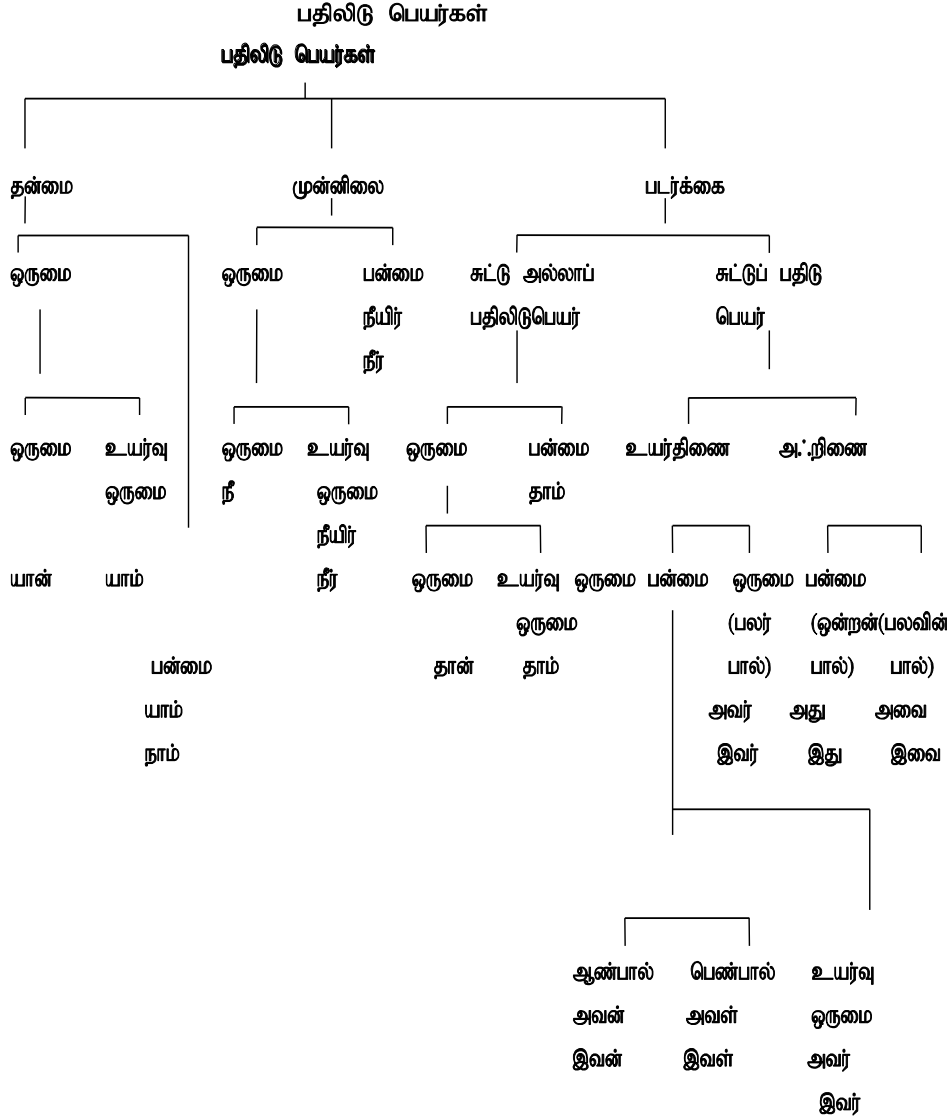 பதிலிடு பெயர்கள்
பதிலிடு பெயர்கள்
தன்மை முன்னிலை படர்க்கை
ஒருமை ஒருமை பன்மை சுட்டு அல்லாப் சுட்டுப் பதிடு
நீயிர் பதிலிடுபெயர் பெயர்
நீர்
ஒருமை உயர்வு ஒருமை உயர்வு ஒருமை பன்மை உயர்திணை அஃறிணை
ஒருமை நீ ஒருமை தாம்
நீயிர்
யான் யாம் நீர் ஒருமை உயர்வு ஒருமை பன்மை ஒருமை பன்மை
ஒருமை (பலர் (ஒன்றன்(பலவின்
பன்மை தான் தாம் பால்) பால்) பால்)
யாம் அவர் அது அவை
நாம் இவர் இது இவை
ஆண்பால் பெண்பால் உயர்வு
அவன் அவள் ஒருமை
இவன் இவள் அவர்
இவர்